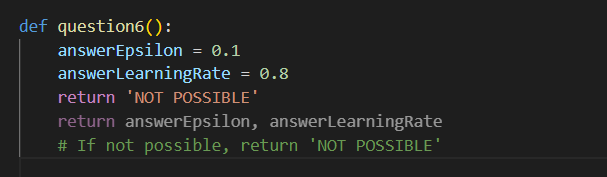 def question6():
    answerEpsilon = 0.1
    answerLearningRate = 0.8
    return 'NOT POSSIBLE'
    return answerEpsilon, answerLearningRate
    # If not possible, return 'NOT POSSIBLE'